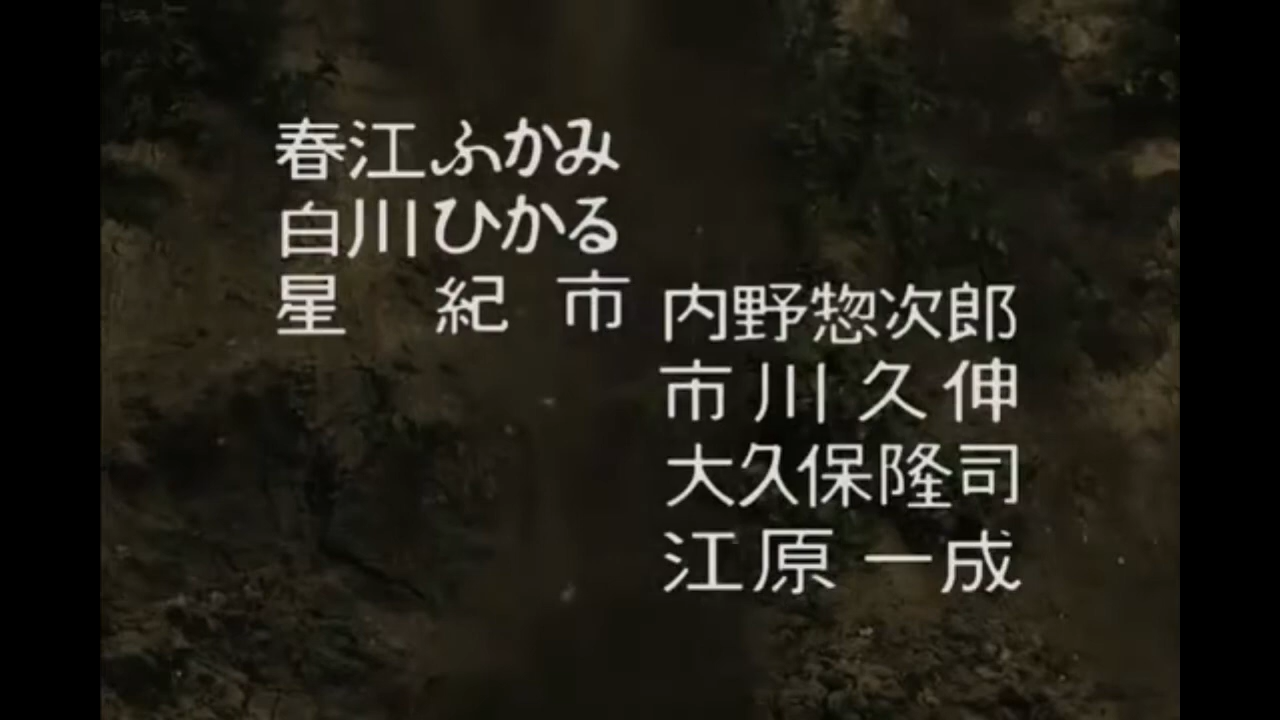 春江ふかみ
白川ひかる
星紀市
内野惣次郎
市川久伸
大久保隆司
江原一成